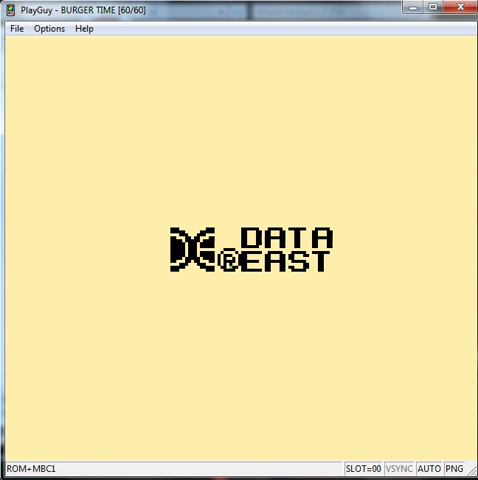 PlayGuy - BURGER TIME [60/60]
File Options Help
DATA
®EAST
ROM+MBC1 SLOT=00 VSYNC AUTO PNG